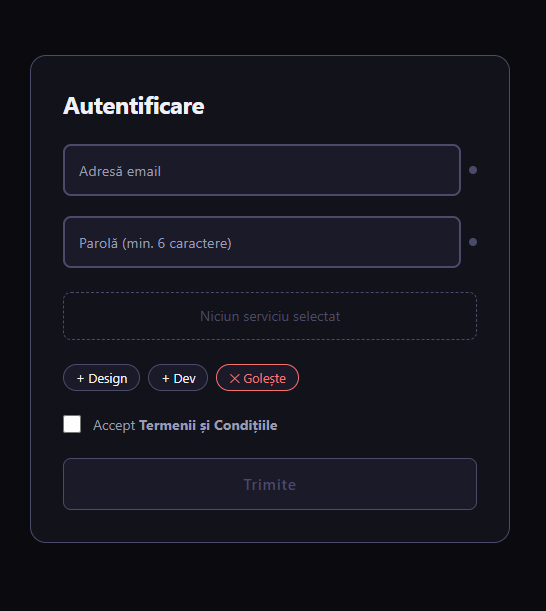 Autentificare
Adresă email
Parolă (min. 6 caractere)
Niciun serviciu selectat
+ Design + Dev ✕ Golește
Accept Termenii și Condițiile
Trimite